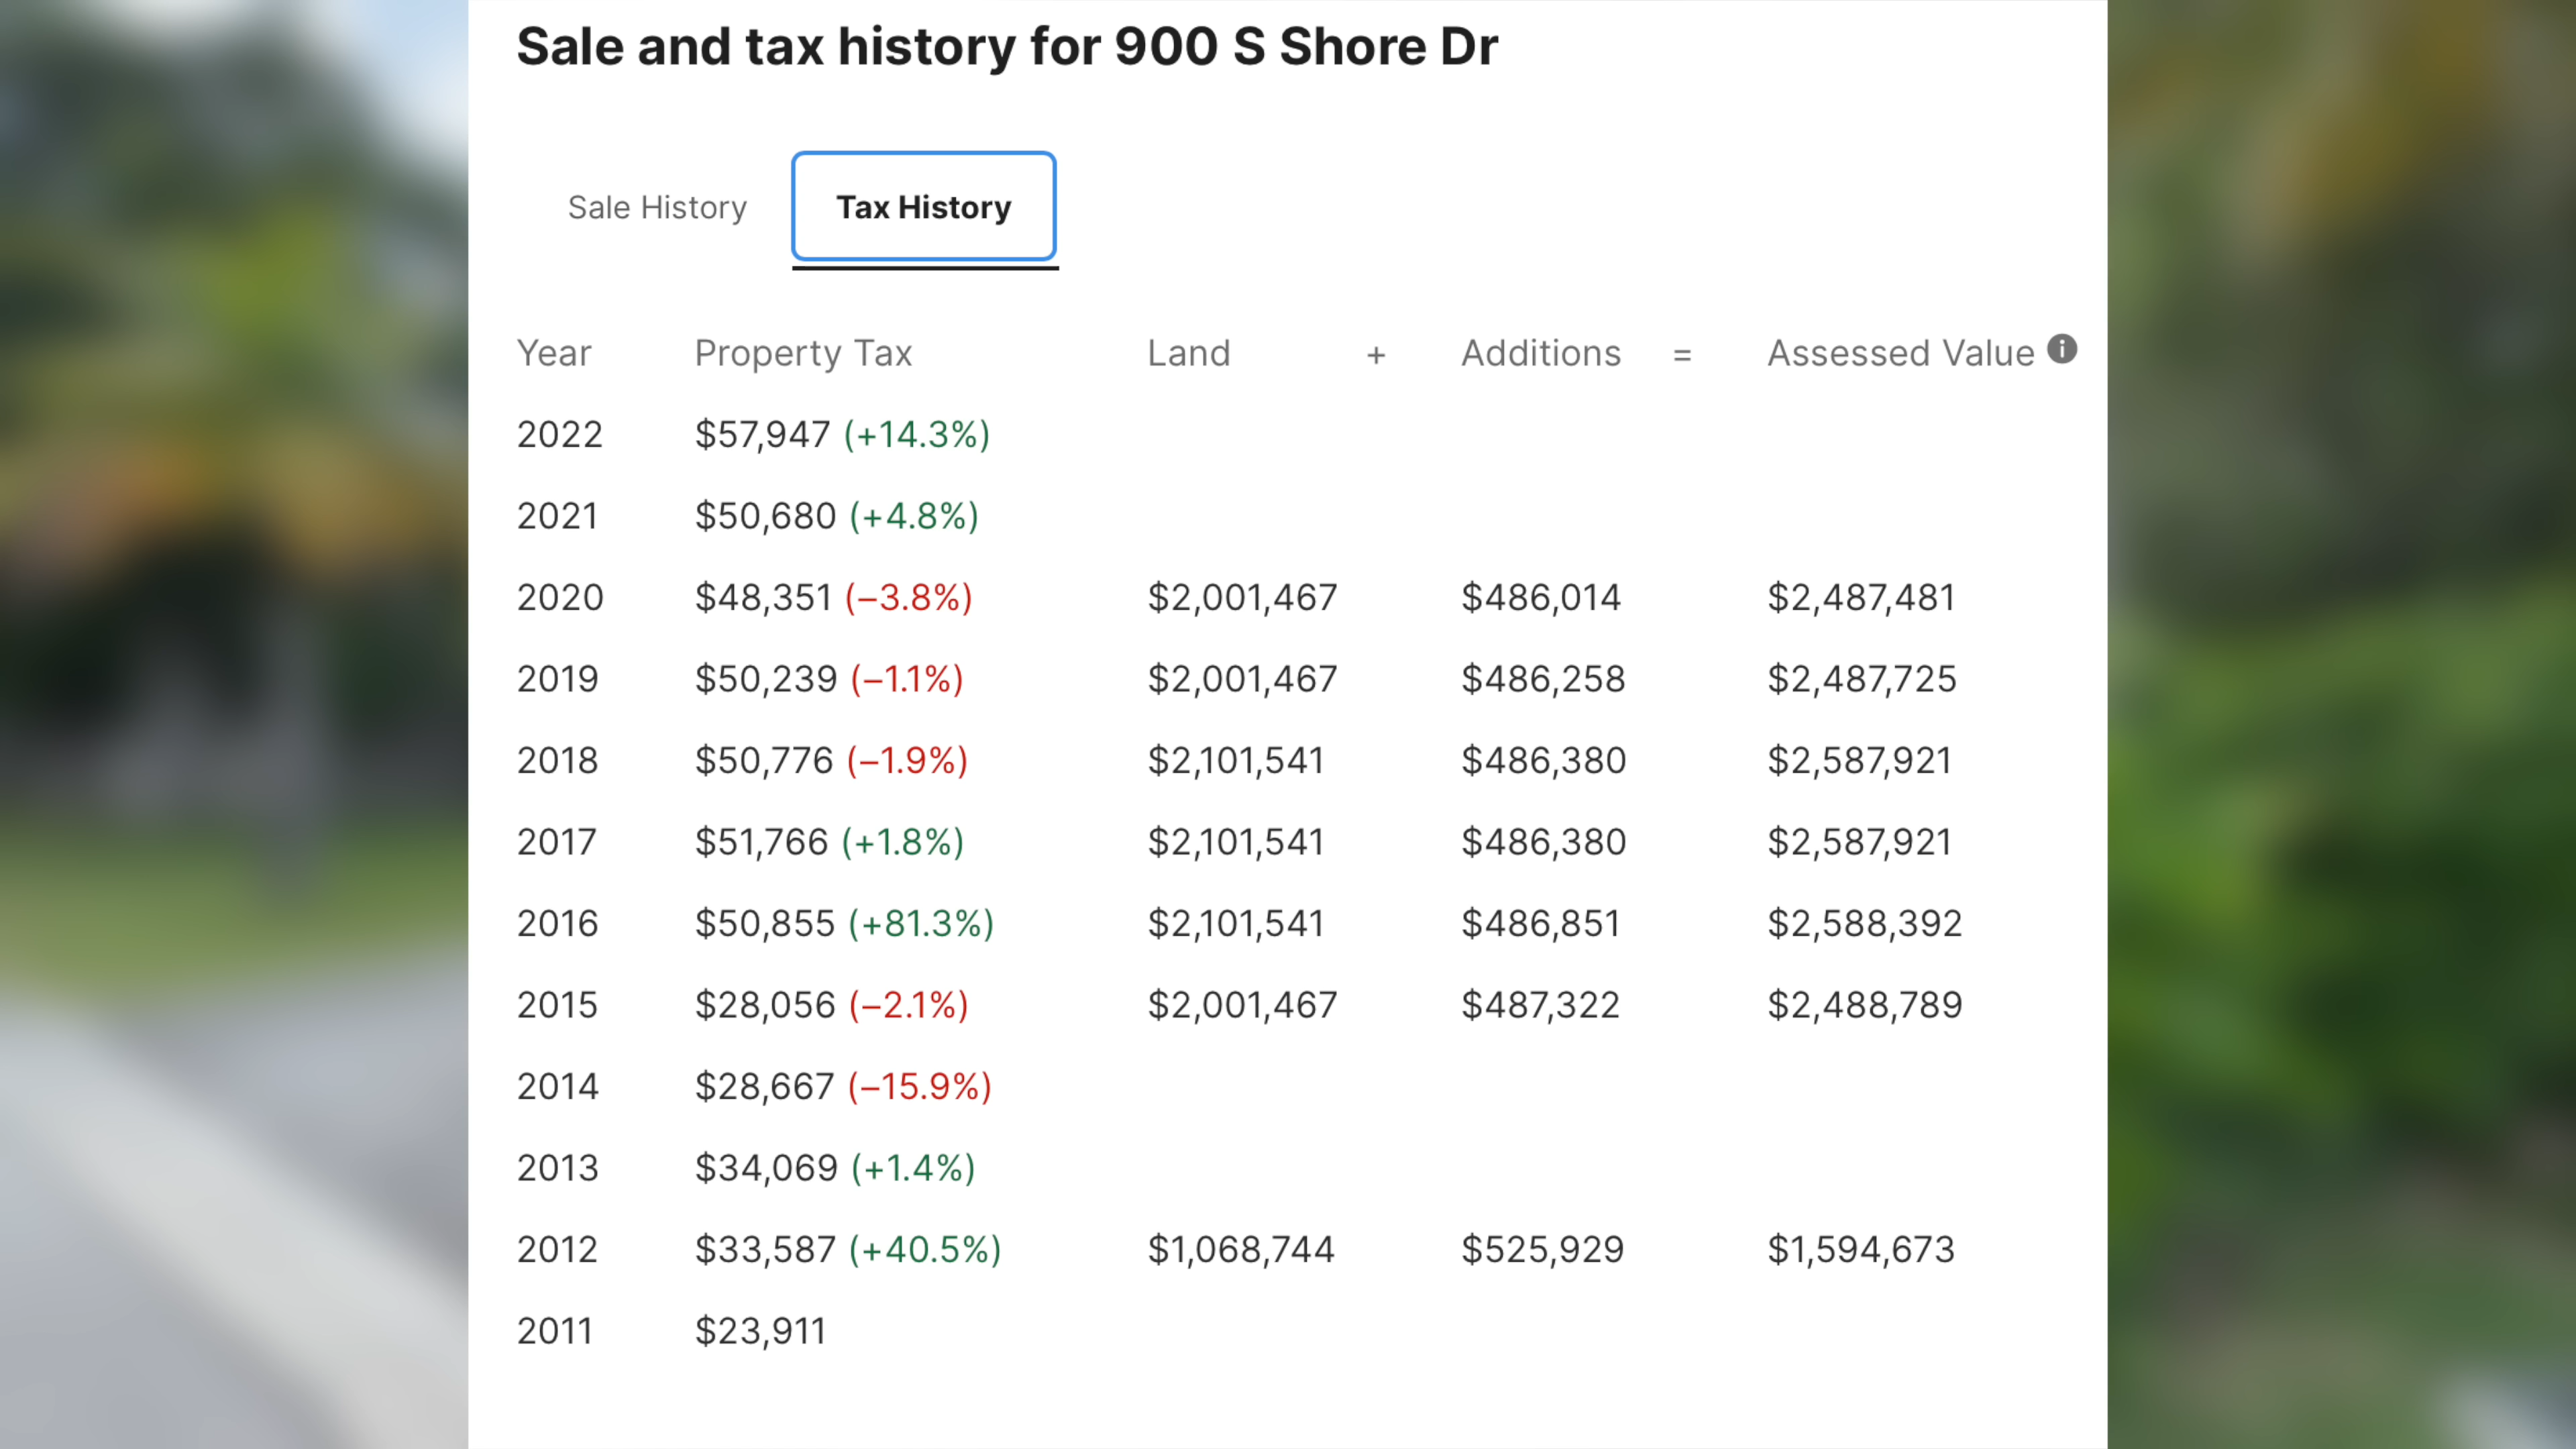 Sale and tax history for 900 S Shore Dr
Sale History Tax History
Year Property Tax Land + Additions = Assessed Value
2022 $57,947 (+14.3%)
2021 $50,680 (+4.8%)
2020 $48,351 (–3.8%) $2,001,467 $486,014 $2,487,481
2019 $50,239 (–1.1%) $2,001,467 $486,258 $2,487,725
2018 $50,776 (–1.9%) $2,101,541 $486,380 $2,587,921
2017 $51,766 (+1.8%) $2,101,541 $486,380 $2,587,921
2016 $50,855 (+81.3%) $2,101,541 $486,851 $2,588,392
2015 $28,056 (–2.1%) $2,001,467 $487,322 $2,488,789
2014 $28,667 (–15.9%)
2013 $34,069 (+1.4%)
2012 $33,587 (+40.5%) $1,068,744 $525,929 $1,594,673
2011 $23,911